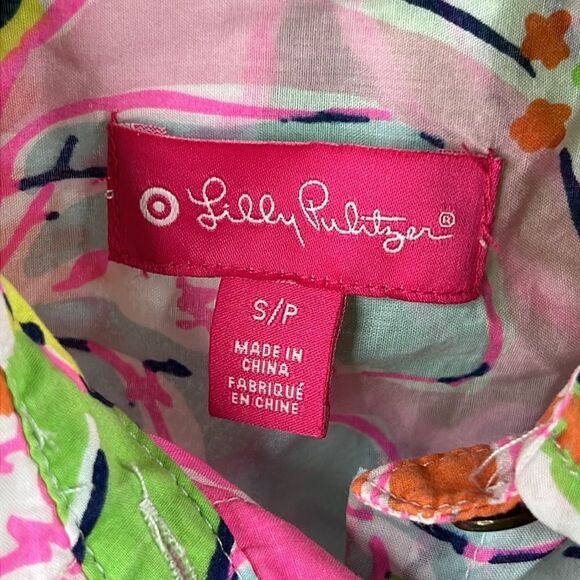 Lilly Pulitzer®
S/P
MADE IN
CHINA
FABRIQUÉ
EN CHINE